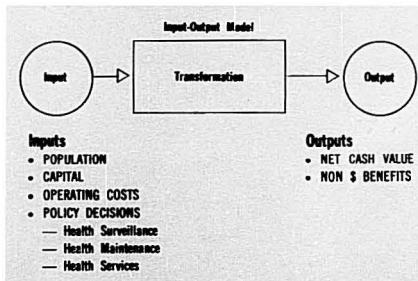 Input-Output Model
Input
Transformation
Output
Inputs
• POPULATION
• CAPITAL
• OPERATING COSTS
• POLICY DECISIONS
— Health Surveillance
— Health Maintenance
— Health Services
Outputs
• NET CASH VALUE
• NON $ BENEFITS